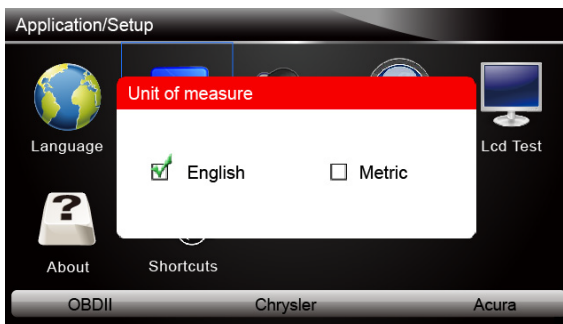 Application/Setup
Unit of measure
Language
Lcd Test
English Metric
?
About Shortcuts
OBDII Chrysler Acura